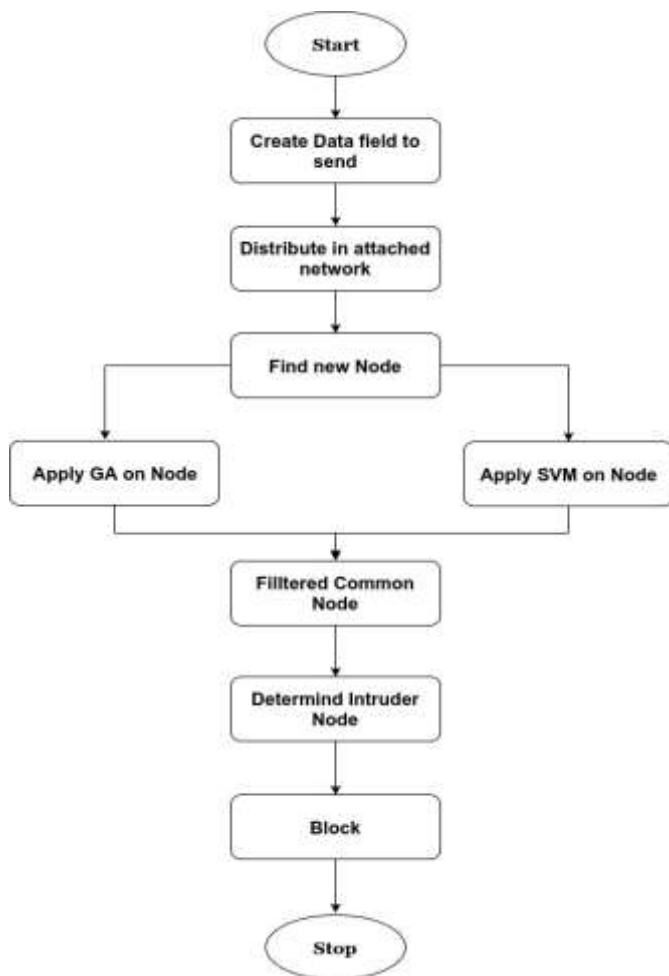 Start
Create Data field to
send
Distribute in attached
network
Find new Node
Apply GA on Node
Apply SVM on Node
Filltered Common
Node
Determind Intruder
Node
Block
Stop